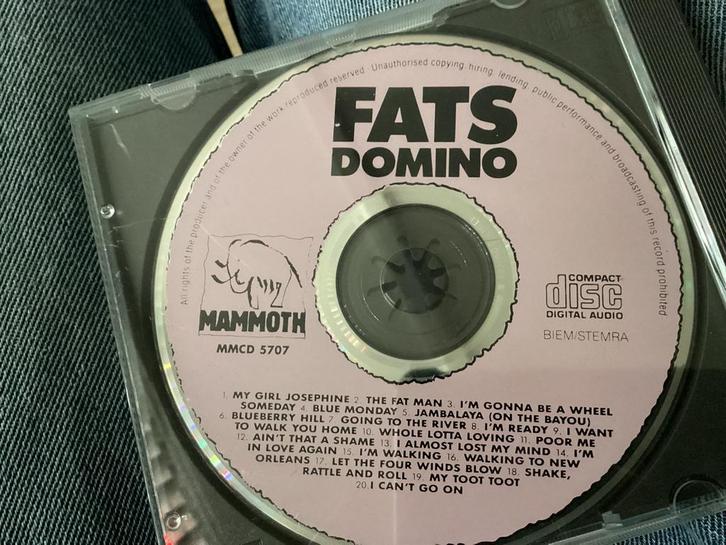 All rights of the producer and of the owner of the work reproduced reserved · Unauthorised copying, hiring, lending, public performance and broadcasting of this record prohibited
FATS
DOMINO
MAMMOTH
MMCD 5707
COMPACT
disc
DIGITAL AUDIO
BIEM/STEMRA
1. MY GIRL JOSEPHINE 2. THE FAT MAN 3. I'M GONNA BE A WHEEL
SOMEDAY 4. BLUE MONDAY 5. JAMBALAYA (ON THE BAYOU)
6. BLUEBERRY HILL 7 GOING TO THE RIVER 8. I'M READY 9. I WANT
TO WALK YOU HOME 10. WHOLE LOTTA LOVING 11. POOR ME
12. AIN'T THAT A SHAME 13. I ALMOST LOST MY MIND 14. I'M
IN LOVE AGAIN 15. I'M WALKING 16. WALKING TO NEW
ORLEANS 17. LET THE FOUR WINDS BLOW 18. SHAKE,
RATTLE AND ROLL 19. MY TOOT TOOT
20. I CAN'T GO ON